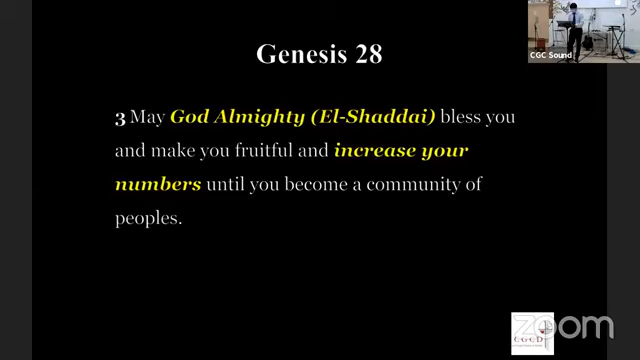 CGC Sound
Genesis 28
3 May God Almighty (El-Shaddai) bless you
and make you fruitful and increase your
numbers until you become a community of
peoples.
zoom
CGCD